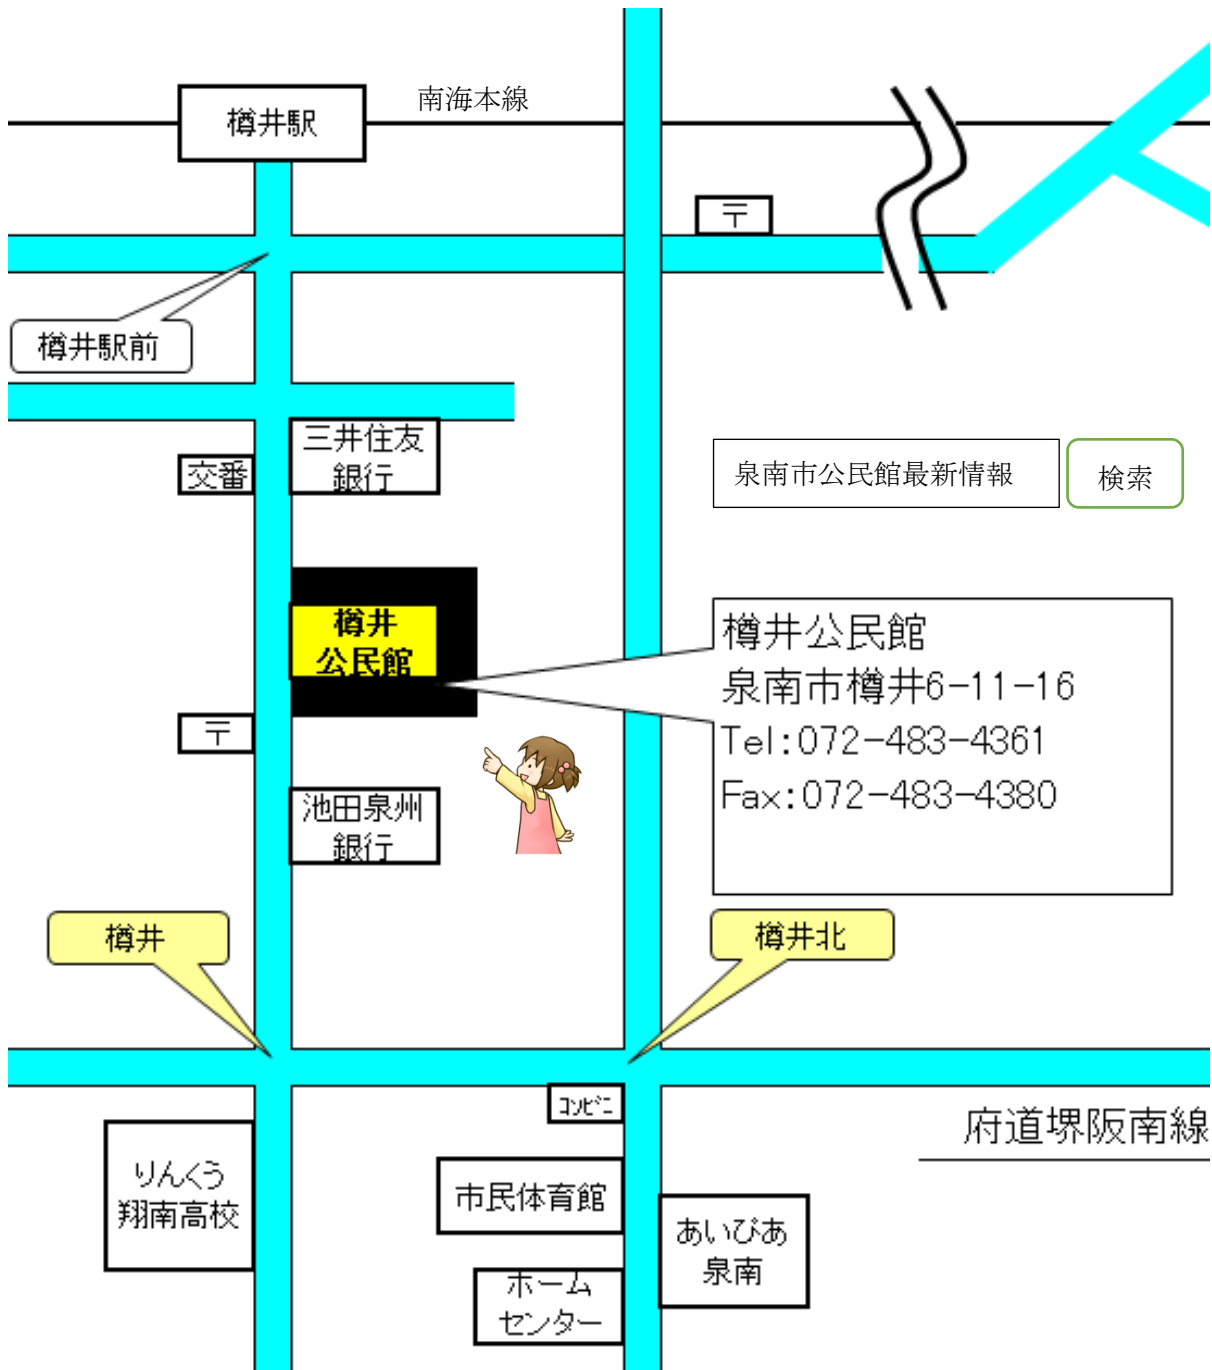 南海本線
樽井駅
〒
樽井駅前
三井住友
銀行
交番
泉南市公民館最新情報
検索
樽井
公民館
樽井公民館
泉南市樽井6-11-16
Tel:072-483-4361
Fax:072-483-4380
〒
池田泉州
銀行
樽井
樽井北
コンビニ
府道堺阪南線
りんくう
翔南高校
市民体育館
あいぴあ
泉南
ホーム
センター